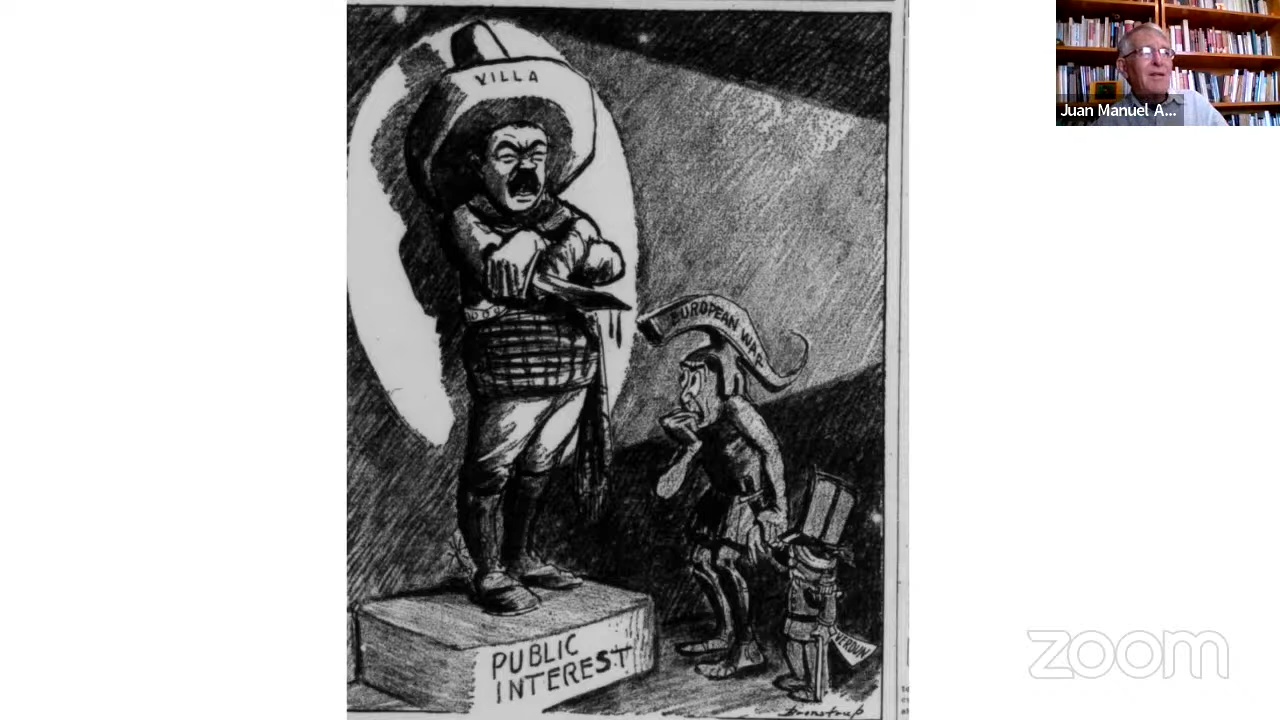 VILLA
EUROPEAN WAR
VERDUN
PUBLIC
INTEREST
Juan Manuel A...
zoom